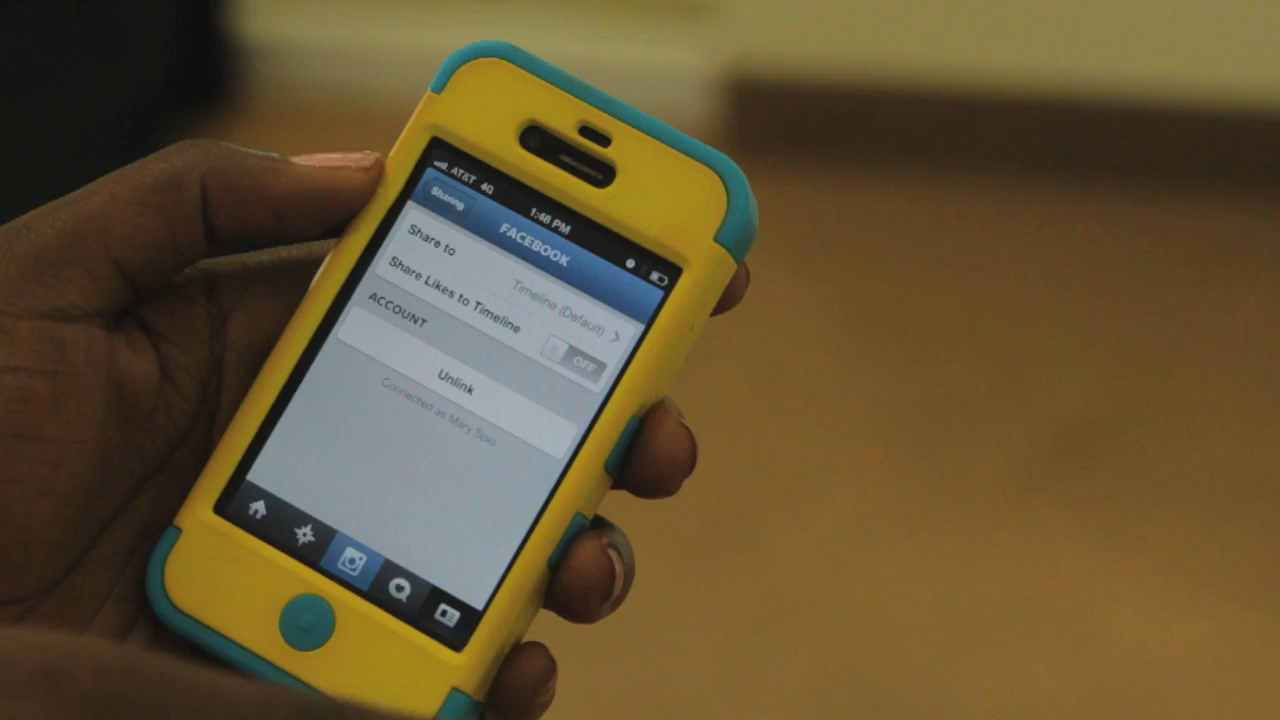 AT&T 4G 1:48 PM
Sharing
FACEBOOK
Share to
Timeline (Default)
Share Likes to Timeline
OFF
ACCOUNT
Unlink
Connected as Mary Spio